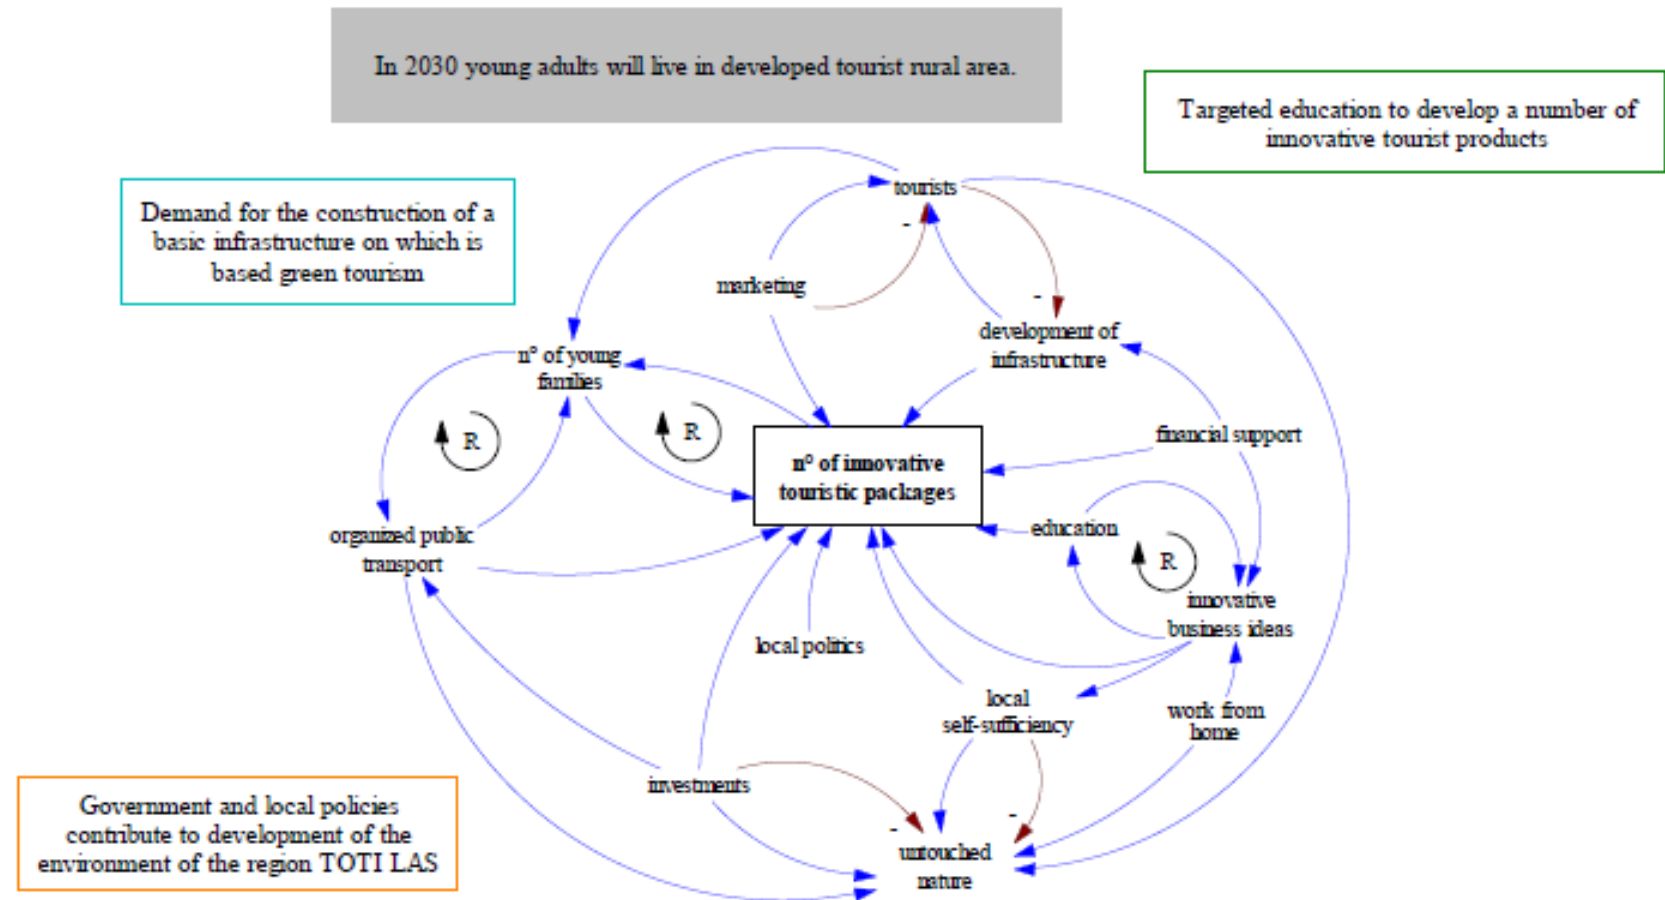 In 2030 young adults will live in developed tourist rural area.
Targeted education to develop a number of
innovative tourist products
Demand for the construction of a
basic infrastructure on which is
based green tourism
tourists
-
marketing
-
development of
infrastructure
n° of young
families
R
R
financial support
n° of innovative
touristic packages
education
organized public
transport
R
innovative
business ideas
local politics
local
self-sufficiency
work from
home
investments
-
-
untouched
nature
Government and local policies
contribute to development of the
environment of the region TOTI LAS